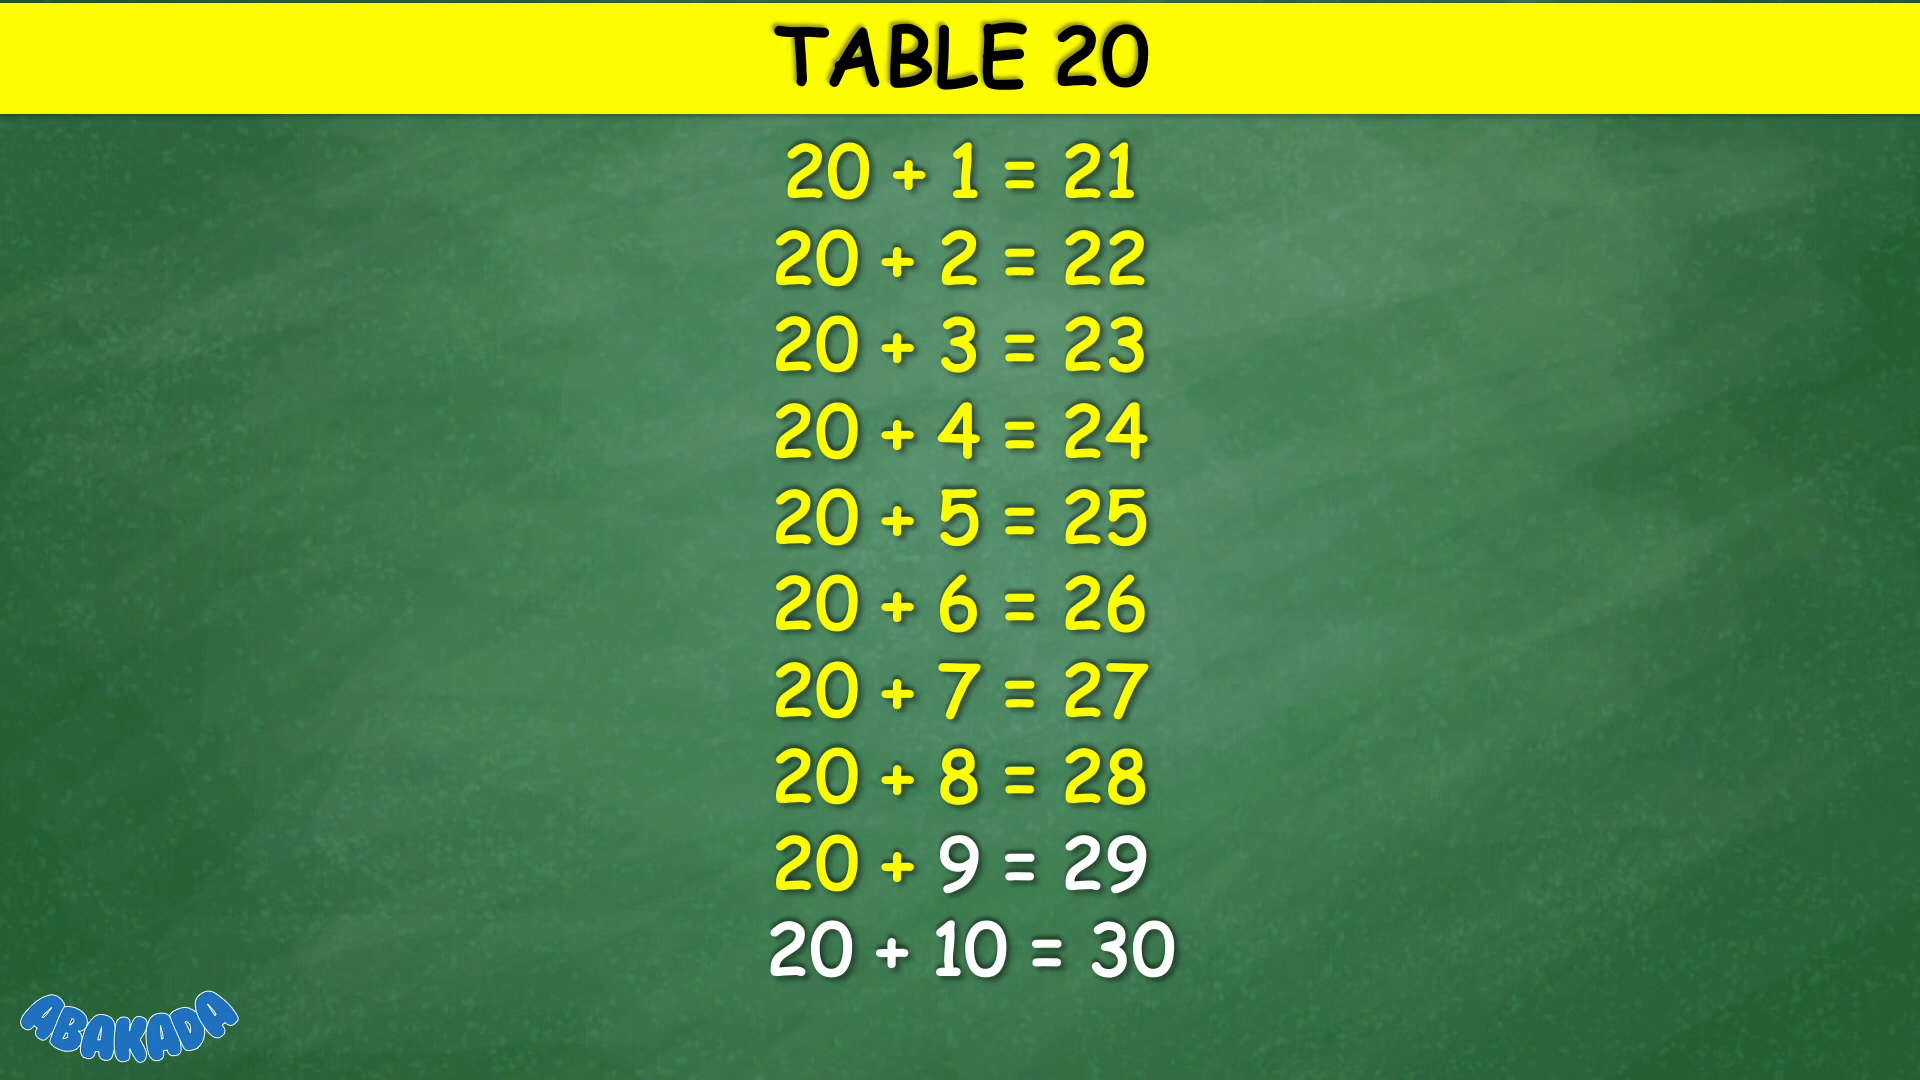 TABLE 20
20 + 1 = 21
20 + 2 = 22
20 + 3 = 23
20 + 4 = 24
20 + 5 = 25
20 + 6 = 26
20 + 7 = 27
20 + 8 = 28
20 + 9 = 29
20 + 10 = 30
ABAKADA